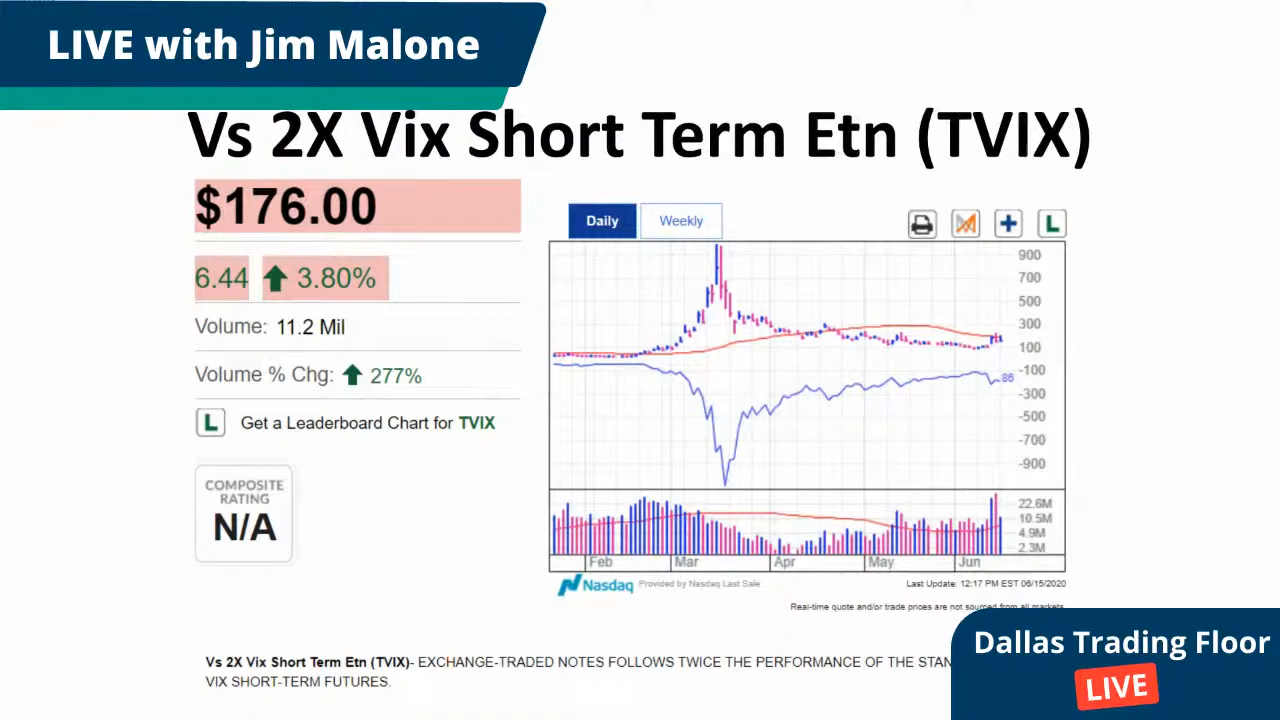 LIVE with Jim Malone
Vs 2X Vix Short Term Etn (TVIX)
$176.00
6.44 3.80%
Volume: 11.2 Mil
Volume % Chg: 277%
L Get a Leaderboard Chart for TVIX
COMPOSITE
RATING
N/A
Daily Weekly
L
900
700
500
300
100
-100
86
-300
-500
-700
-900
22.6M
10.5M
4.9M
2.3M
Feb Mar Apr May Jun
Nasdaq Provided by Nasdaq Last Sale Last Update: 12:17 PM EST 06/15/2020
Real-time quote and/or trade prices are not sourced from all markets
Vs 2X Vix Short Term Etn (TVIX)- EXCHANGE-TRADED NOTES FOLLOWS TWICE THE PERFORMANCE OF THE STAN
VIX SHORT-TERM FUTURES.
Dallas Trading Floor
LIVE